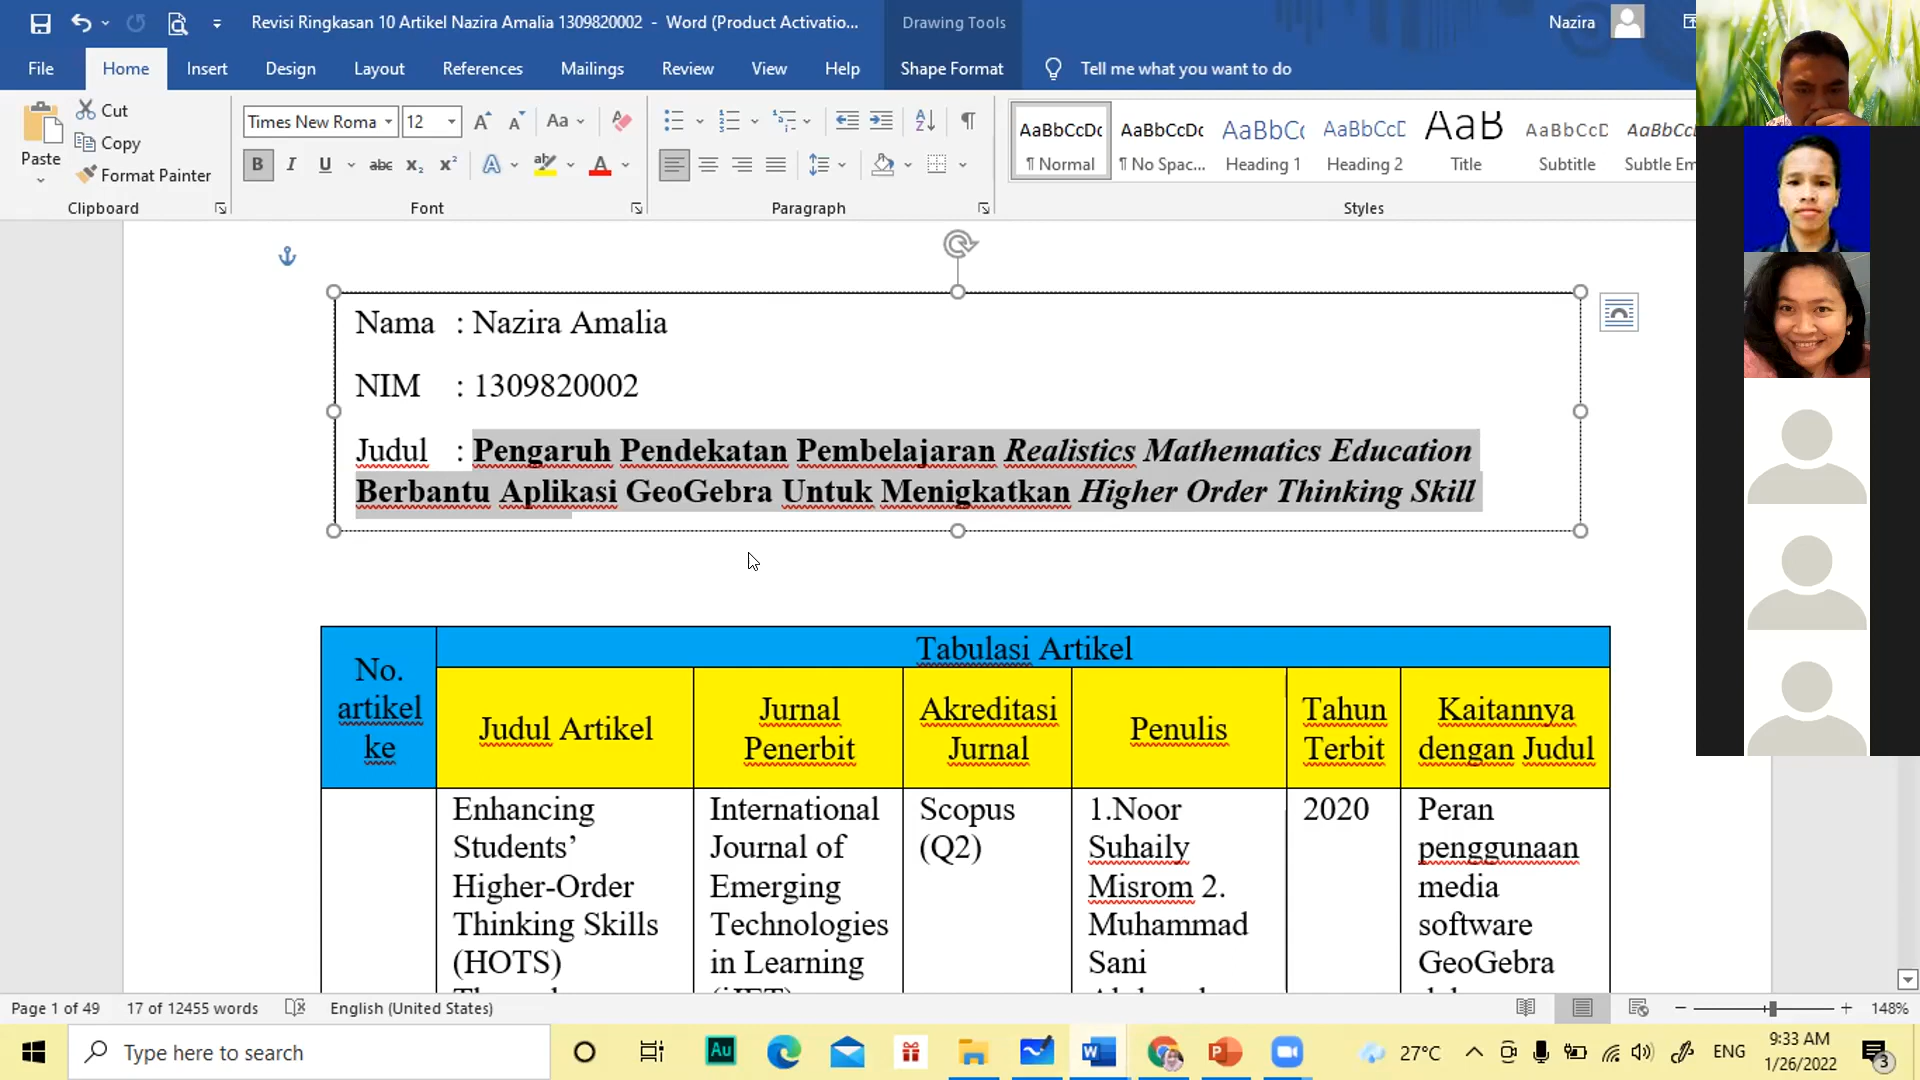 Revisi Ringkasan 10 Artikel Nazira Amalia 1309820002 - Word (Product Activatio...
Drawing Tools
Nazira
File Home Insert Design Layout References Mailings Review View Help Shape Format Tell me what you want to do
Paste
Cut
Copy
Format Painter
Clipboard
Times New Roma 12
Font
Paragraph
AaBbCcDc AaBbCcDc AaBbC( AaBbCcE AaB AaBbCcD AaBbCcD
¶ Normal ¶ No Spac... Heading 1 Heading 2 Title Subtitle Subtle Em
Styles
Nama : Nazira Amalia
NIM : 1309820002
Judul : Pengaruh Pendekatan Pembelajaran Realistics Mathematics Education
Berbantu Aplikasi GeoGebra Untuk Menigkatkan Higher Order Thinking Skill
No.
artikel
ke
Tabulasi Artikel
Judul Artikel
Jurnal
Penerbit
Akreditasi
Jurnal
Penulis
Tahun
Terbit
Kaitannya
dengan Judul
Enhancing
Students’
Higher-Order
Thinking Skills
(HOTS)
International
Journal of
Emerging
Technologies
in Learning
Scopus
(Q2)
1.Noor
Suhaily
Misrom 2.
Muhammad
Sani
2020
Peran
penggunaan
media
software
GeoGebra
Page 1 of 49 17 of 12455 words English (United States) 148%
Type here to search
Au
27°C
ENG
9:33 AM
1/26/2022
3